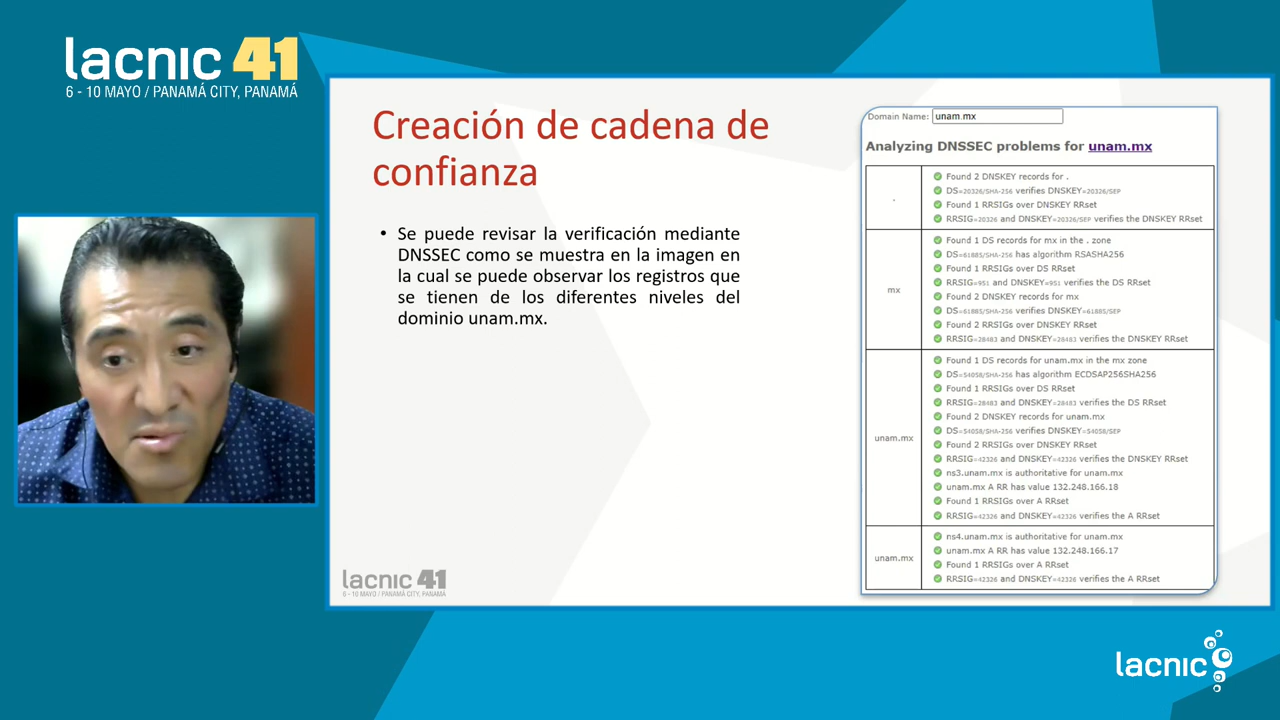 lacnic 41
6 - 10 MAYO / PANAMÁ CITY, PANAMÁ
Creación de cadena de
confianza
• Se puede revisar la verificación mediante
DNSSEC como se muestra en la imagen en
la cual se puede observar los registros que
se tienen de los diferentes niveles del
dominio unam.mx.
Domain Name: unam.mx
Analyzing DNSSEC problems for unam.mx
.
Found 2 DNSKEY records for .
DS=20326/SHA-256 verifies DNSKEY=20326/SEP
Found 1 RRSIGs over DNSKEY RRset
RRSIG=20326 and DNSKEY=20326/SEP verifies the DNSKEY RRset
mx
Found 1 DS records for mx in the . zone
DS=61885/SHA-256 has algorithm RSASHA256
Found 1 RRSIGs over DS RRset
RRSIG=951 and DNSKEY=951 verifies the DS RRset
Found 2 DNSKEY records for mx
DS=61885/SHA-256 verifies DNSKEY=61885/SEP
Found 2 RRSIGs over DNSKEY RRset
RRSIG=28483 and DNSKEY=28483 verifies the DNSKEY RRset
unam.mx
Found 1 DS records for unam.mx in the mx zone
DS=54058/SHA-256 has algorithm ECDSAP256SHA256
Found 1 RRSIGs over DS RRset
RRSIG=28483 and DNSKEY=28483 verifies the DS RRset
Found 2 DNSKEY records for unam.mx
DS=54058/SHA-256 verifies DNSKEY=54058/SEP
Found 2 RRSIGs over DNSKEY RRset
RRSIG=42326 and DNSKEY=42326 verifies the DNSKEY RRset
ns3.unam.mx is authoritative for unam.mx
unam.mx A RR has value 132.248.166.18
Found 1 RRSIGs over A RRset
RRSIG=42326 and DNSKEY=42326 verifies the A RRset
unam.mx
ns4.unam.mx is authoritative for unam.mx
unam.mx A RR has value 132.248.166.17
Found 1 RRSIGs over A RRset
RRSIG=42326 and DNSKEY=42326 verifies the A RRset
lacnic 41
6 - 10 MAYO / PANAMÁ CITY, PANAMÁ
lacnic